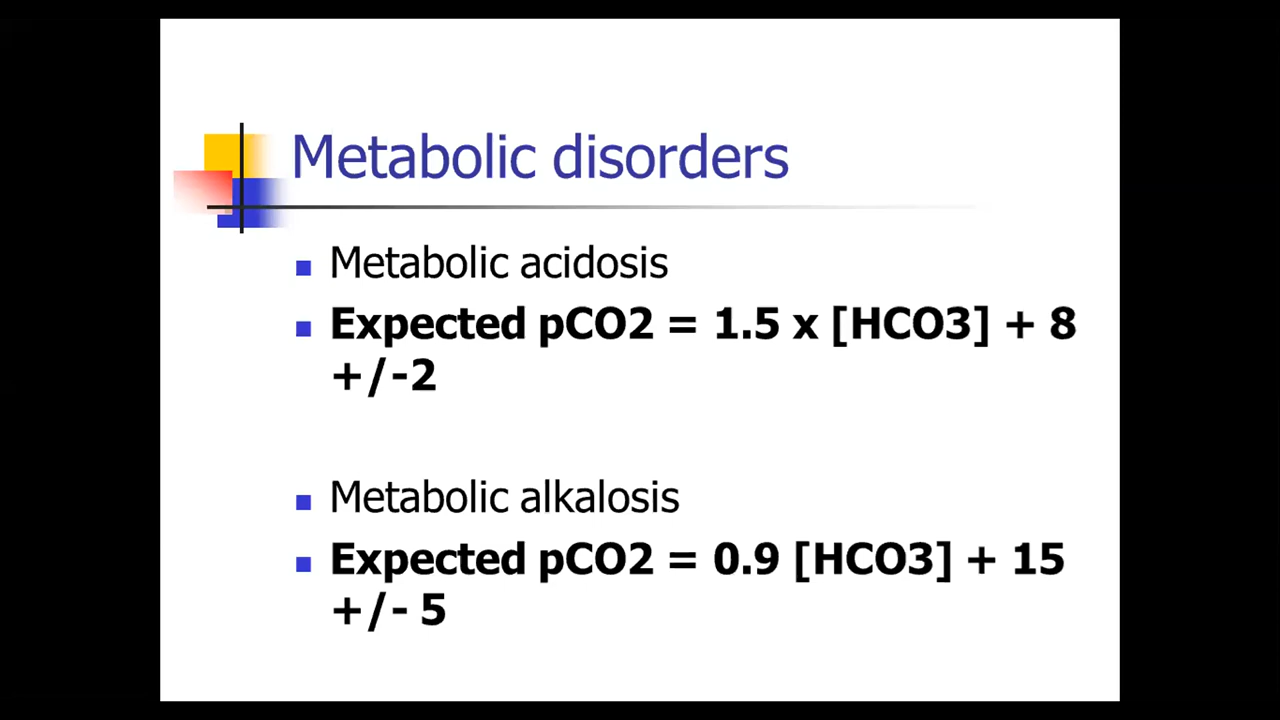 Metabolic disorders
Metabolic acidosis
Expected pCO2 = 1.5 x [HCO3] + 8
+/-2
Metabolic alkalosis
Expected pCO2 = 0.9 [HCO3] + 15
+/- 5